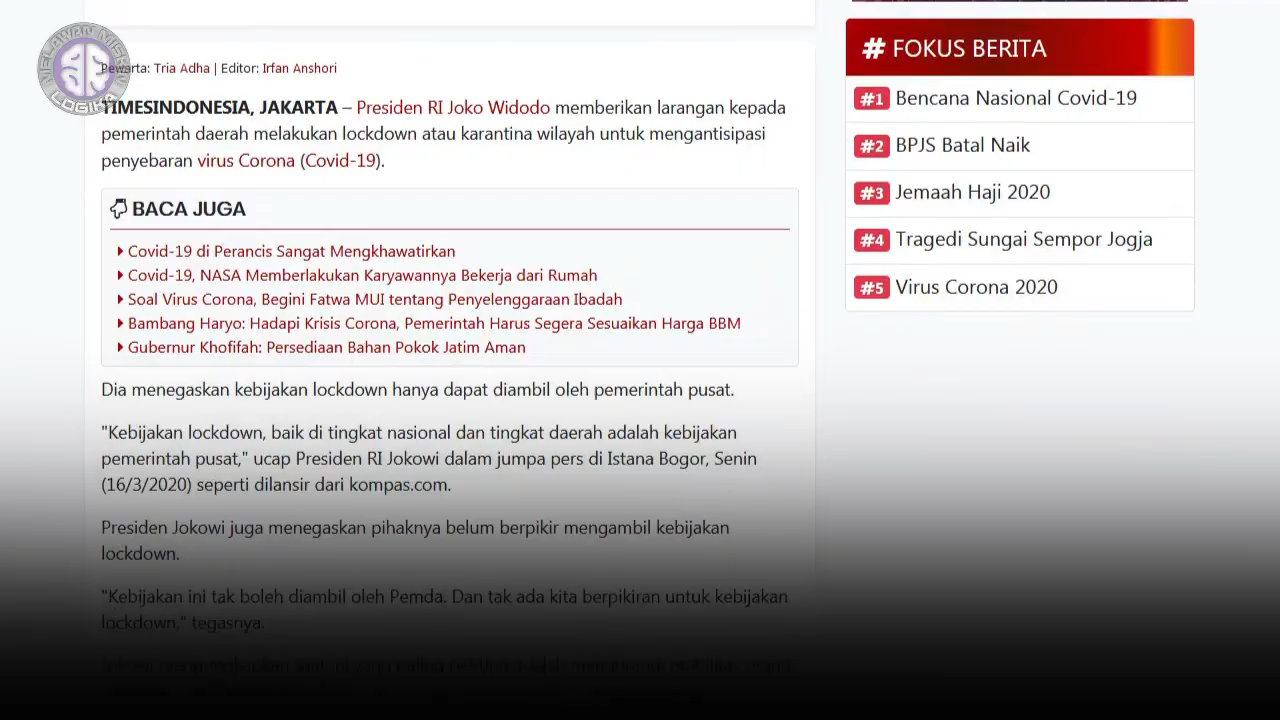 MELAWAN MISKIN
LOGIKA
Pewarta: Tria Adha | Editor: Irfan Anshori
TIMESINDONESIA, JAKARTA – Presiden RI Joko Widodo memberikan larangan kepada
pemerintah daerah melakukan lockdown atau karantina wilayah untuk mengantisipasi
penyebaran virus Corona (Covid-19).
BACA JUGA
Covid-19 di Perancis Sangat Mengkhawatirkan
Covid-19, NASA Memberlakukan Karyawannya Bekerja dari Rumah
Soal Virus Corona, Begini Fatwa MUI tentang Penyelenggaraan Ibadah
Bambang Haryo: Hadapi Krisis Corona, Pemerintah Harus Segera Sesuaikan Harga BBM
Gubernur Khofifah: Persediaan Bahan Pokok Jatim Aman
Dia menegaskan kebijakan lockdown hanya dapat diambil oleh pemerintah pusat.
"Kebijakan lockdown, baik di tingkat nasional dan tingkat daerah adalah kebijakan
pemerintah pusat," ucap Presiden RI Jokowi dalam jumpa pers di Istana Bogor, Senin
(16/3/2020) seperti dilansir dari kompas.com.
Presiden Jokowi juga menegaskan pihaknya belum berpikir mengambil kebijakan
lockdown.
"Kebijakan ini tak boleh diambil oleh Pemda. Dan tak ada kita berpikiran untuk kebijakan
lockdown," tegasnya.
# FOKUS BERITA
#1 Bencana Nasional Covid-19
#2 BPJS Batal Naik
#3 Jemaah Haji 2020
#4 Tragedi Sungai Sempor Jogja
#5 Virus Corona 2020